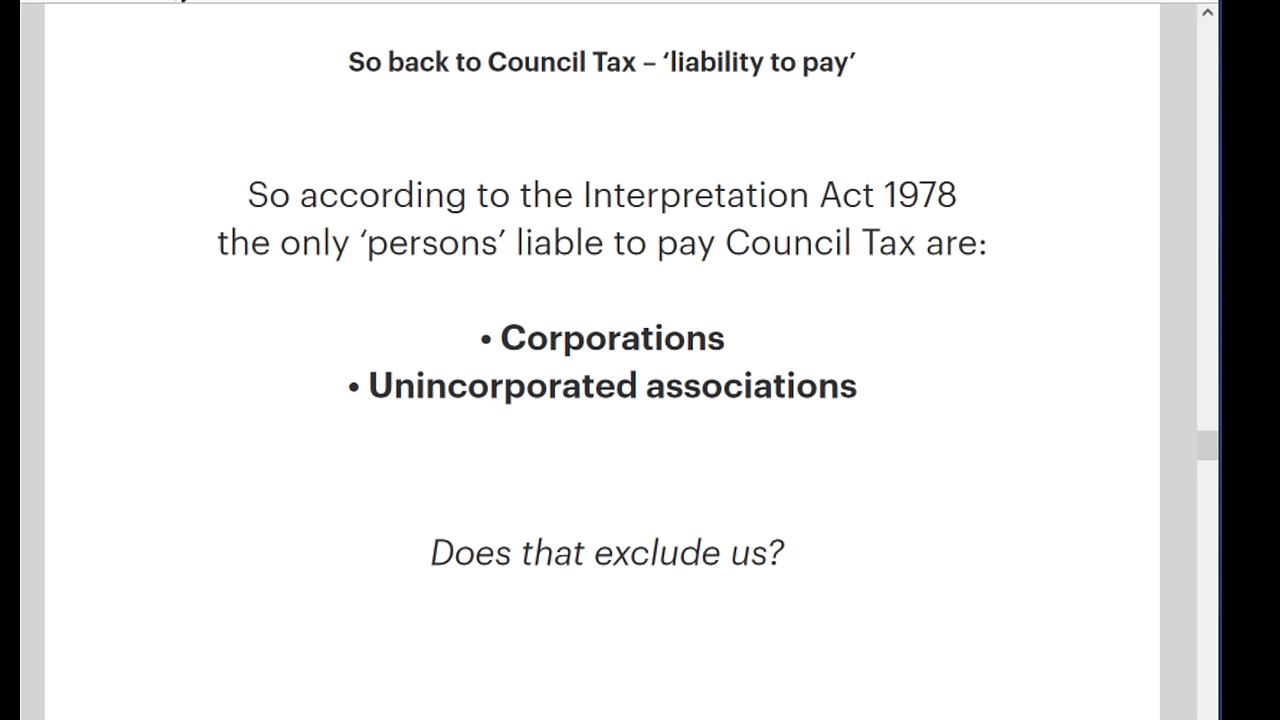 So back to Council Tax – ‘liability to pay’
So according to the Interpretation Act 1978
the only ‘persons’ liable to pay Council Tax are:
• Corporations
• Unincorporated associations
Does that exclude us?